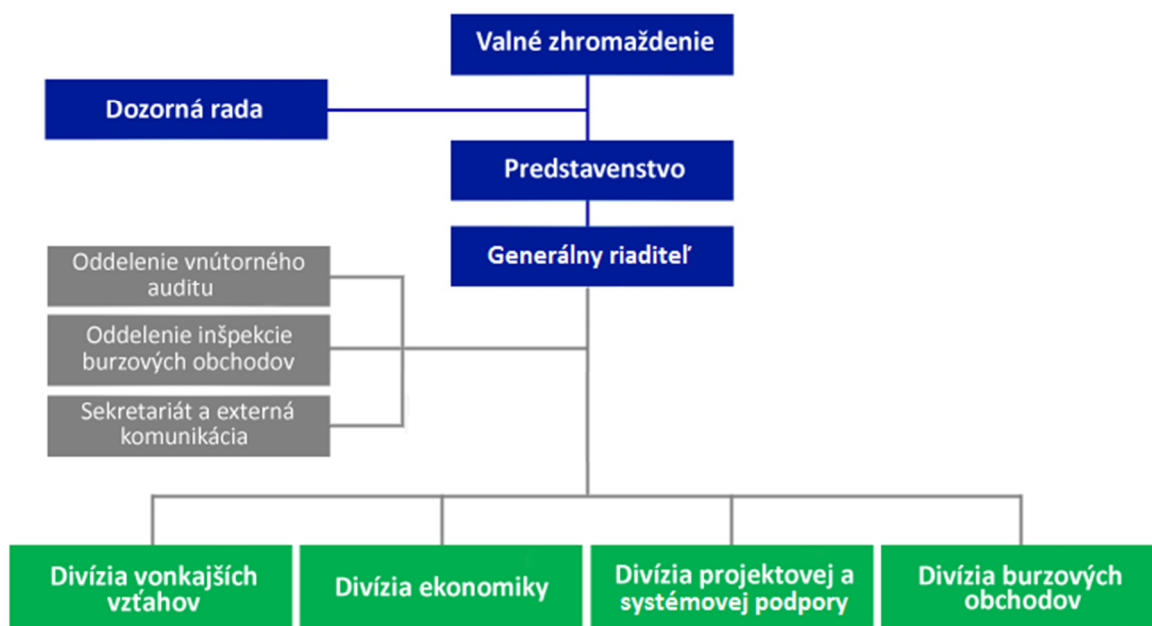 Valné zhromaždenie
Dozorná rada
Predstavenstvo
Generálny riaditeľ
Oddelenie vnútorného
auditu
Oddelenie inšpekcie
burzových obchodov
Sekretariát a externá
komunikácia
Divízia vonkajších
vzťahov
Divízia ekonomiky
Divízia projektovej a
systémovej podpory
Divízia burzových
obchodov